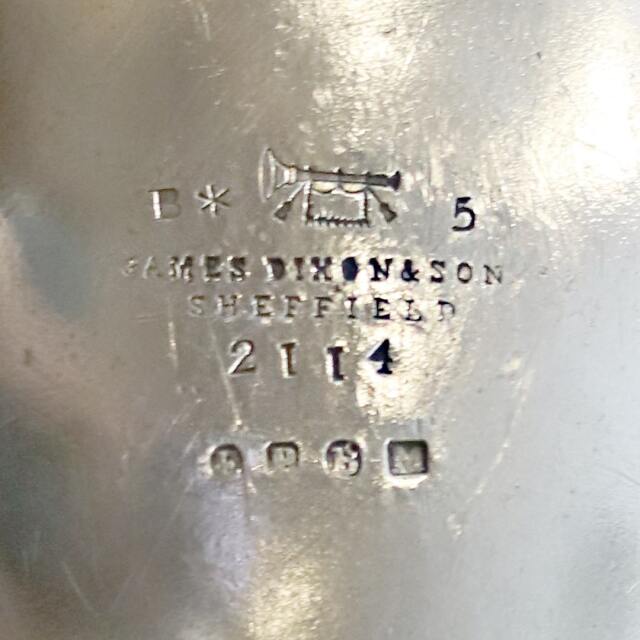 B* 5
JAMES DIXON & SON
SHEFFIELD
2114